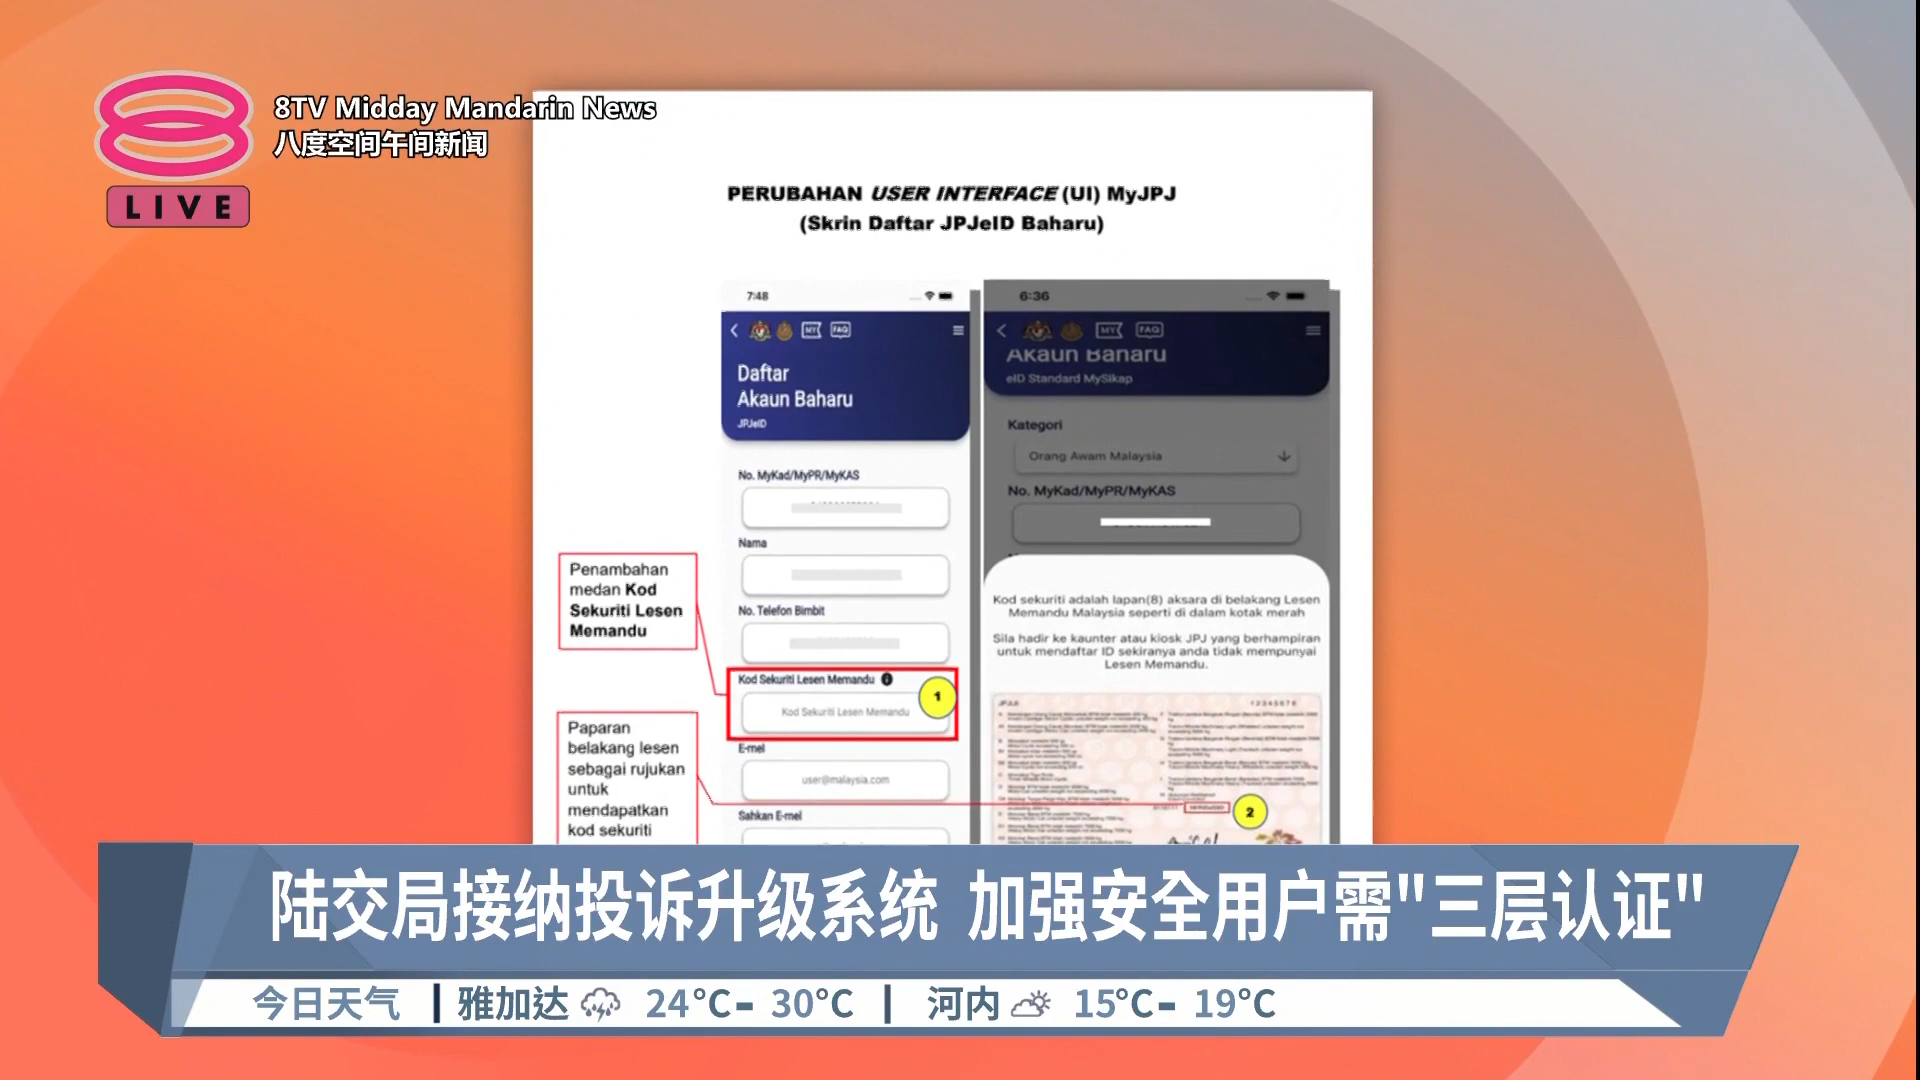 8TV Midday Mandarin News
八度空间午间新闻
LIVE
PERUBAHAN USER INTERFACE (UI) MyJPJ
(Skrin Daftar JPJeID Baharu)
7:48
MY
FAQ
Daftar
Akaun Baharu
JPJeID
No. MyKad/MyPR/MyKAS
Nama
No. Telefon Bimbit
Kod Sekuriti Lesen Memandu
1
Kod Sekuriti Lesen Memandu
E-mel
user@malaysia.com
Sahkan E-mel
Penambahan
medan Kod
Sekuriti Lesen
Memandu
Paparan
belakang lesen
sebagai rujukan
untuk
mendapatkan
kod sekuriti
6:36
MY
FAQ
Akaun Baharu
eID Standard MySikap
Kategori
Orang Awam Malaysia
No. MyKad/MyPR/MyKAS
Kod sekuriti adalah lapan(8) aksara di belakang Lesen
Memandu Malaysia seperti di dalam kotak merah
Sila hadir ke kaunter atau kiosk JPJ yang berhampiran
untuk mendaftar ID sekiranya anda tidak mempunyai
Lesen Memandu.
12345678
2
陆交局接纳投诉升级系统 加强安全用户需"三层认证"
今日天气 | 雅加达 24°C- 30°C | 河内 15°C- 19°C